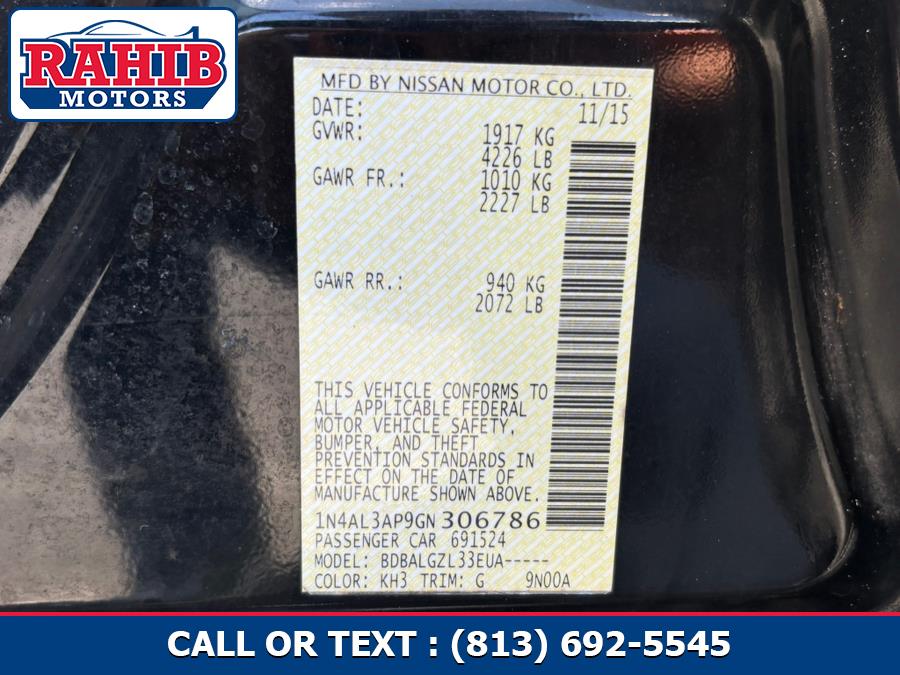 RAHIB
MOTORS
MFD BY NISSAN MOTOR CO., LTD.
DATE: 11/15
GVWR: 1917 KG
4226 LB
GAWR FR.: 1010 KG
2227 LB
GAWR RR.: 940 KG
2072 LB
THIS VEHICLE CONFORMS TO
ALL APPLICABLE FEDERAL
MOTOR VEHICLE SAFETY,
BUMPER, AND THEFT
PREVENTION STANDARDS IN
EFFECT ON THE DATE OF
MANUFACTURE SHOWN ABOVE.
1N4AL3AP9GN306786
PASSENGER CAR 691524
MODEL: BDBALGZL33EUA-----
COLOR: KH3 TRIM: G 9N00A
CALL OR TEXT : (813) 692-5545